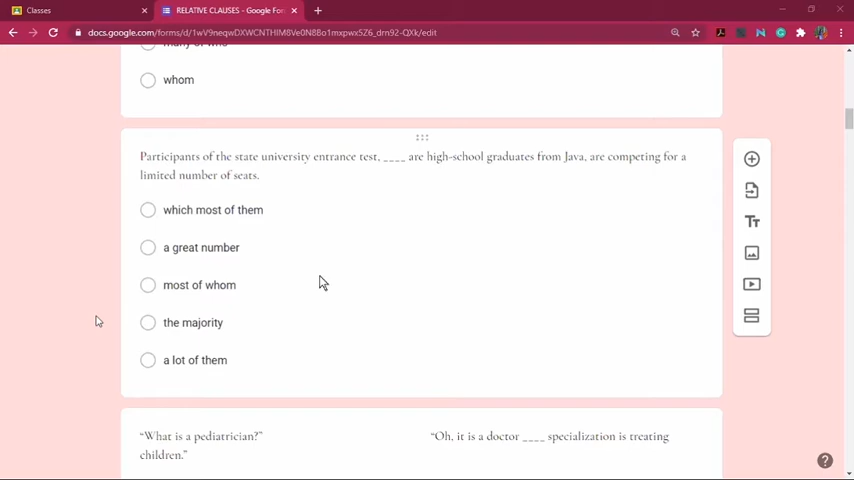 Classes
RELATIVE CLAUSES - Google For
docs.google.com/forms/d/1wV9neqwDXWCNTHIM8Ve0N8Bo1mxpwx5Z6_drn92-QXk/edit
many of who
whom
Participants of the state university entrance test, ____ are high-school graduates from Java, are competing for a
limited number of seats.
which most of them
a great number
most of whom
the majority
a lot of them
“What is a pediatrician?” “Oh, it is a doctor ____ specialization is treating
children.”